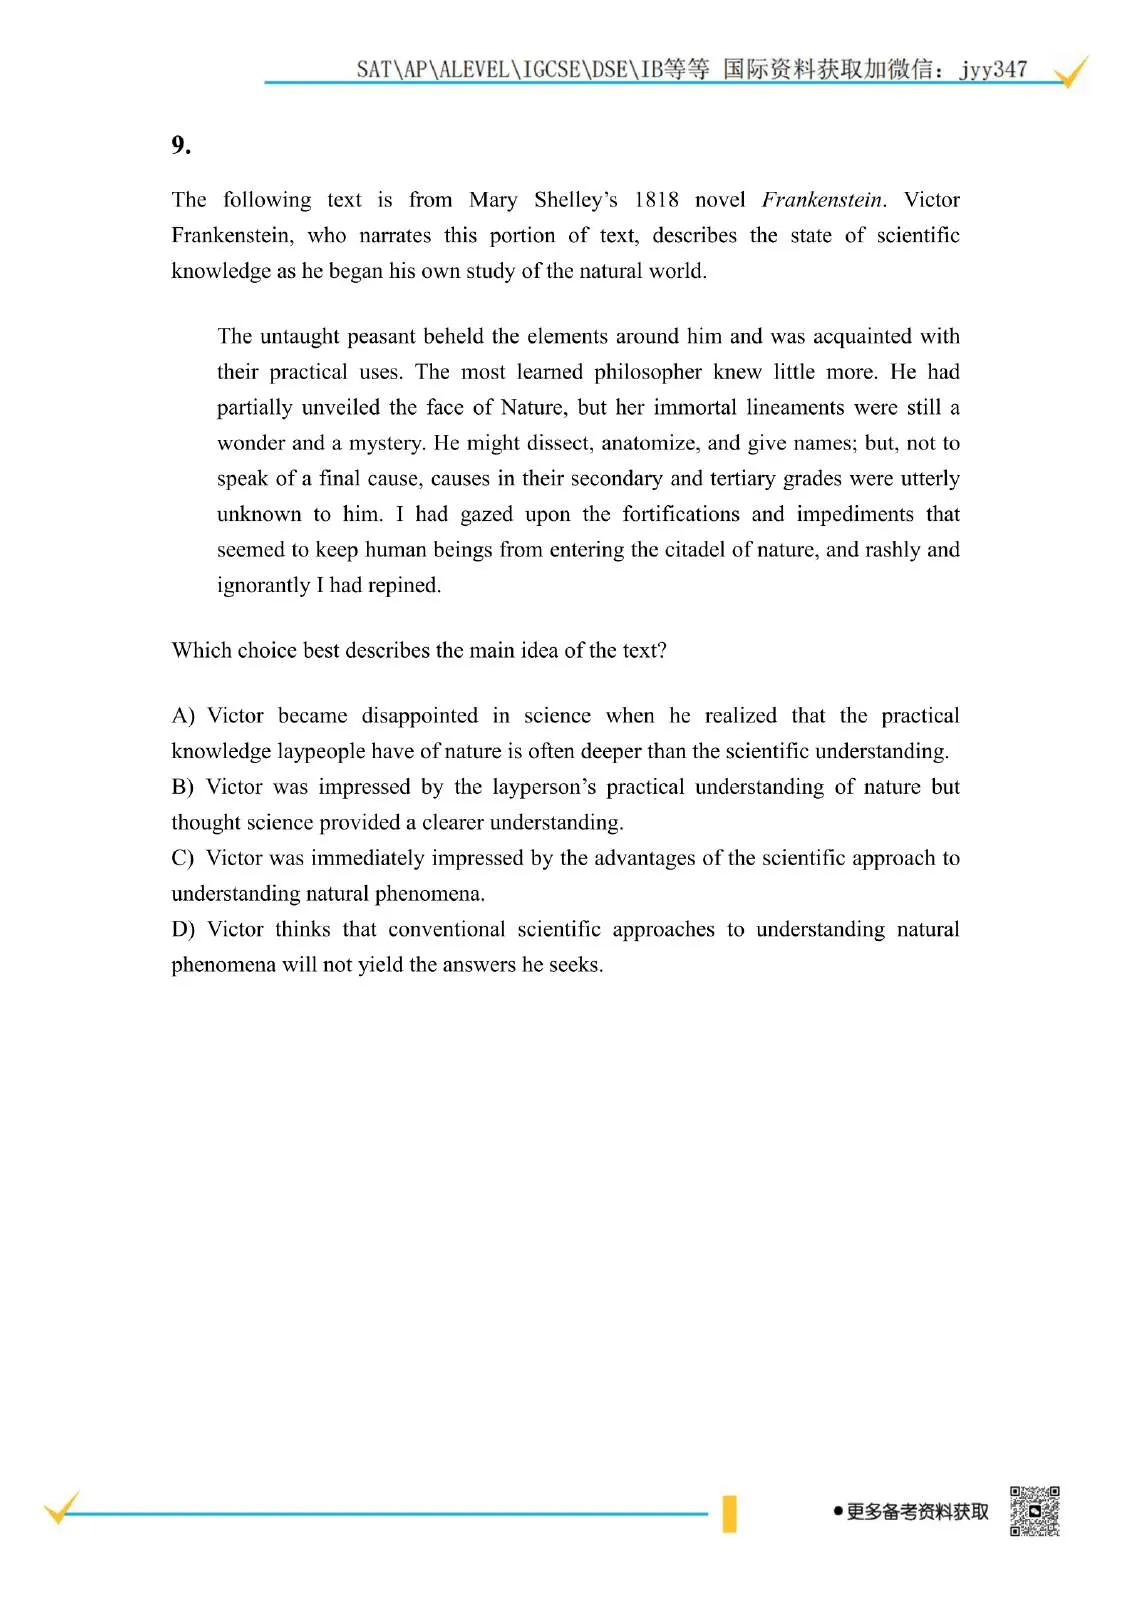 SAT\AP\ALEVEL\IGCSE\DSE\IB等等 国际资料获取加微信：jyy347
9.
The following text is from Mary Shelley's 1818 novel Frankenstein. Victor
Frankenstein, who narrates this portion of text, describes the state of scientific
knowledge as he began his own study of the natural world.
The untaught peasant beheld the elements around him and was acquainted with
their practical uses. The most learned philosopher knew little more. He had
partially unveiled the face of Nature, but her immortal lineaments were still a
wonder and a mystery. He might dissect, anatomize, and give names; but, not to
speak of a final cause, causes in their secondary and tertiary grades were utterly
unknown to him. I had gazed upon the fortifications and impediments that
seemed to keep human beings from entering the citadel of nature, and rashly and
ignorantly I had repined.
Which choice best describes the main idea of the text?
A) Victor became disappointed in science when he realized that the practical
knowledge laypeople have of nature is often deeper than the scientific understanding.
B) Victor was impressed by the layperson's practical understanding of nature but
thought science provided a clearer understanding.
C) Victor was immediately impressed by the advantages of the scientific approach to
understanding natural phenomena.
D) Victor thinks that conventional scientific approaches to understanding natural
phenomena will not yield the answers he seeks.
●更多备考资料获取